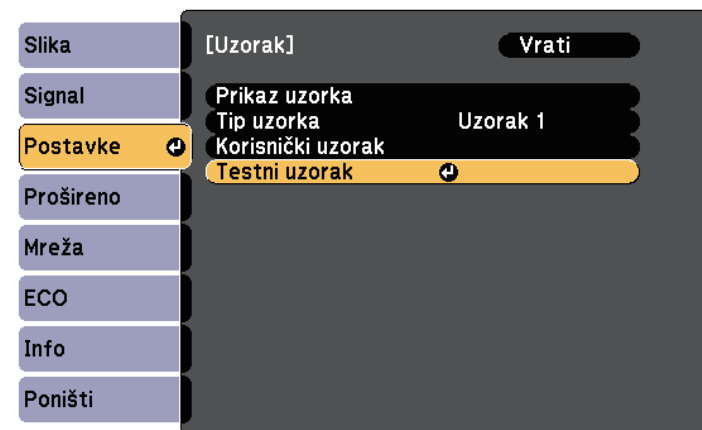 Slika
Signal
Postavke
Prošireno
Mreža
ECO
Info
Poništi
[Uzorak] Vrati
Prikaz uzorka
Tip uzorka Uzorak 1
Korisnički uzorak
Testni uzorak